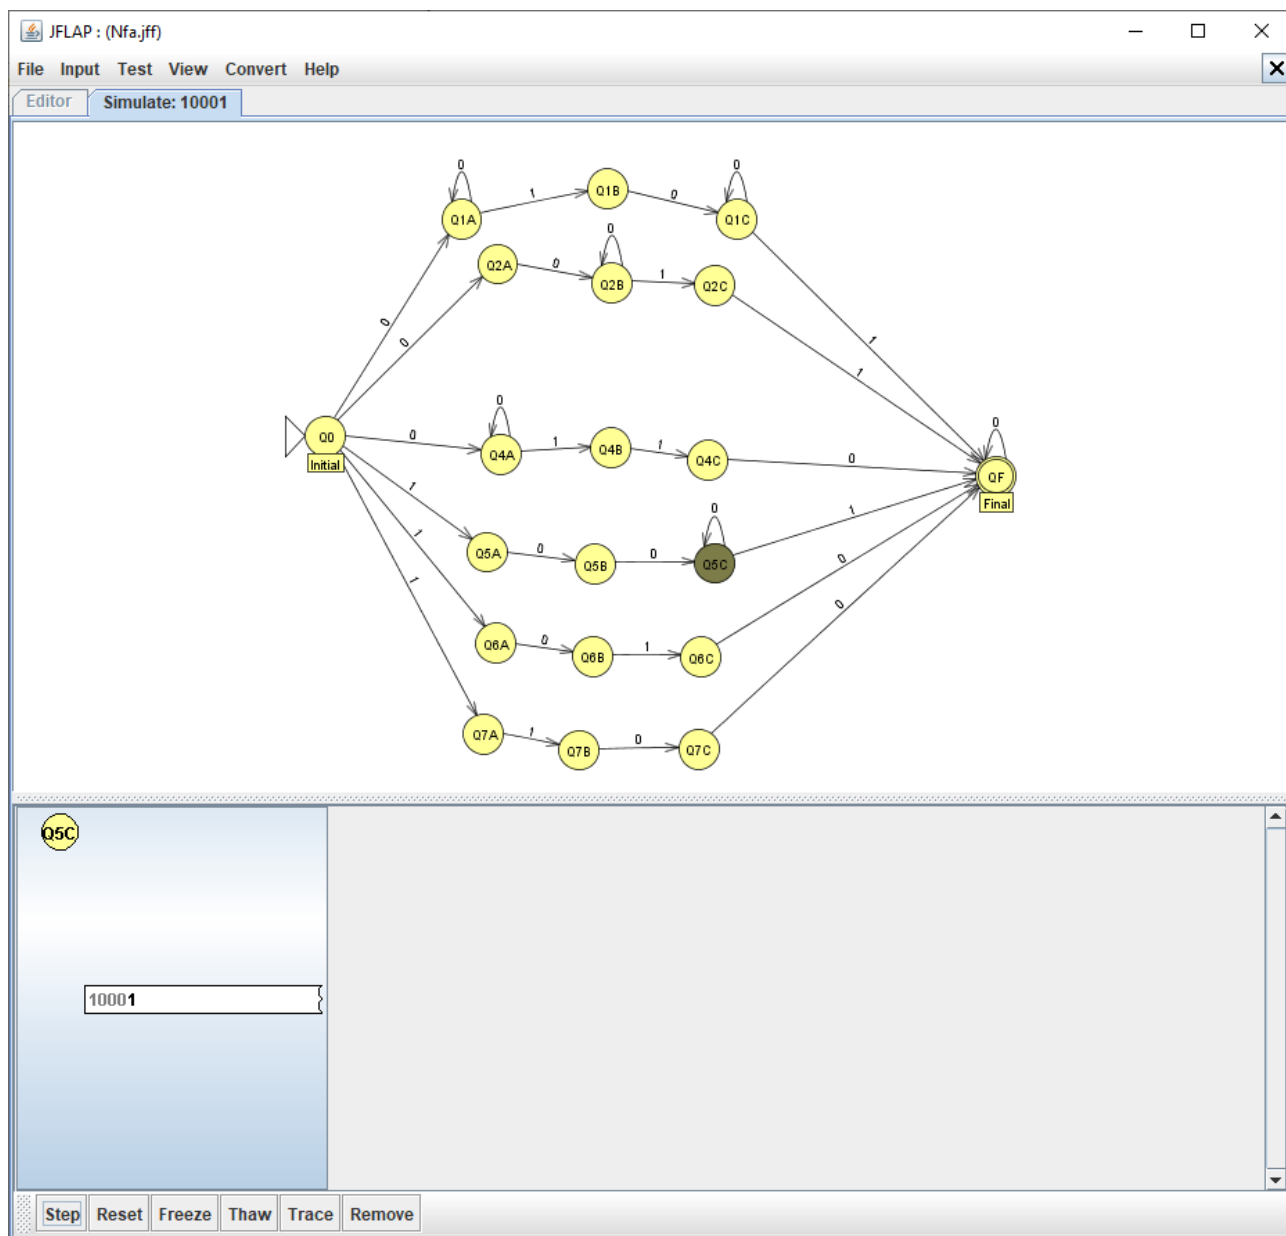 JFLAP : (Nfa.jff)
File Input Test View Convert Help
Editor Simulate: 10001
0 0
Q1A 1 Q1B 0 Q1C
0
Q2A 0 Q2B 1 Q2C
0 0 1 1
0
Q0 0 Q4A 1 Q4B 1 Q4C 0 0
Initial QF
Final
1 0 1
Q5A 0 Q5B 0 Q5C
1 0
Q6A 0 Q6B 1 Q6C
1 0
Q7A 1 Q7B 0 Q7C
Q5C
10001
Step Reset Freeze Thaw Trace Remove